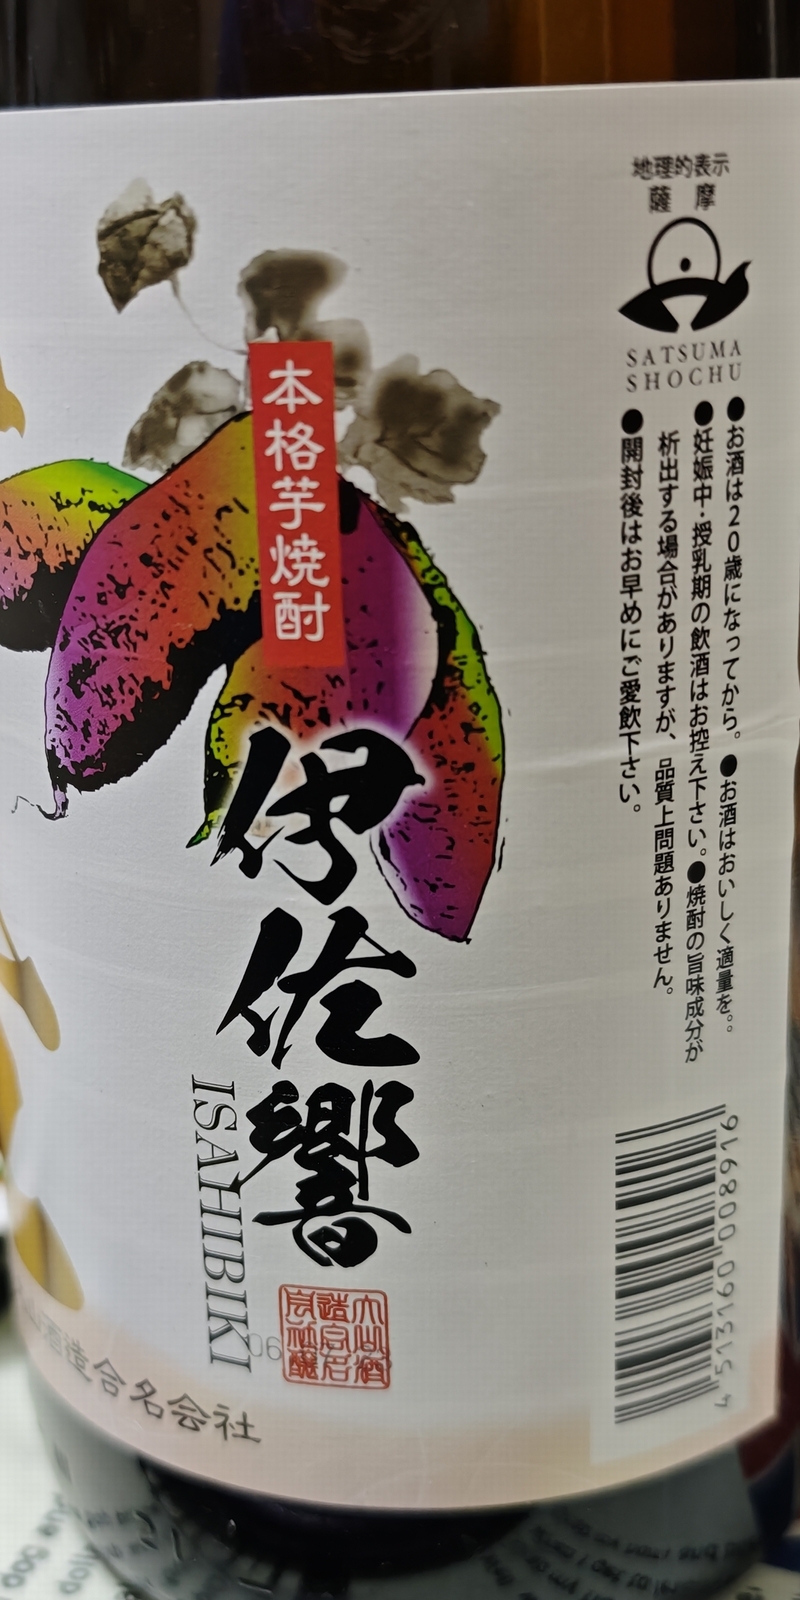 地理的表示
薩摩
SATSUMA
SHOCHU
●お酒は20歳になってから。●お酒はおいしく適量を。
●妊娠中・授乳期の飲酒はお控え下さい。●焼酎の旨味成分が
析出する場合がありますが、品質上問題ありません。
●開封後はお早めにご愛飲下さい。
本格芋焼酎
伊佐響
ISAHIBIKI
山酒造合名会社
4 513160 008916